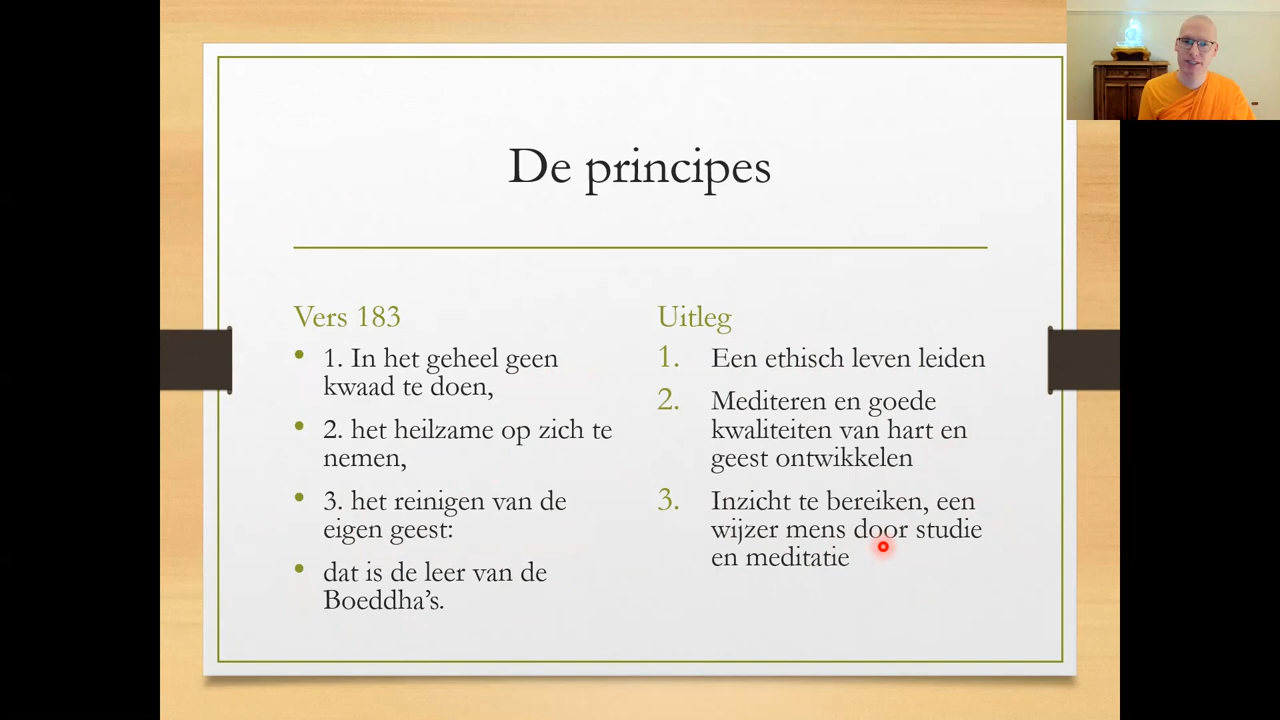 De principes
Vers 183
• 1. In het geheel geen
kwaad te doen,
• 2. het heilzame op zich te
nemen,
• 3. het reinigen van de
eigen geest:
• dat is de leer van de
Boeddha’s.
Uitleg
1. Een ethisch leven leiden
2. Mediteren en goede
kwaliteiten van hart en
geest ontwikkelen
3. Inzicht te bereiken, een
wijzer mens door studie
en meditatie